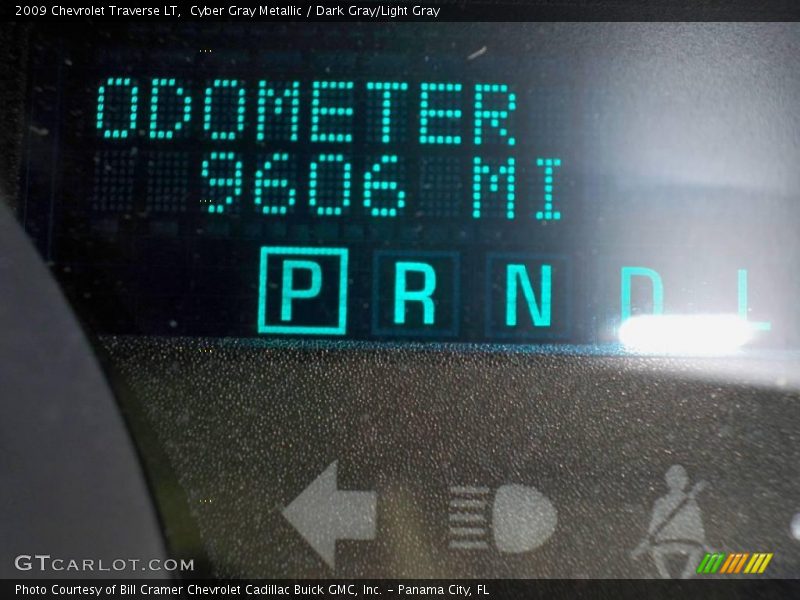 2009 Chevrolet Traverse LT, Cyber Gray Metallic / Dark Gray/Light Gray
ODOMETER
9606 MI
P R N D L
GTCARLOT.COM
Photo Courtesy of Bill Cramer Chevrolet Cadillac Buick GMC, Inc. - Panama City, FL